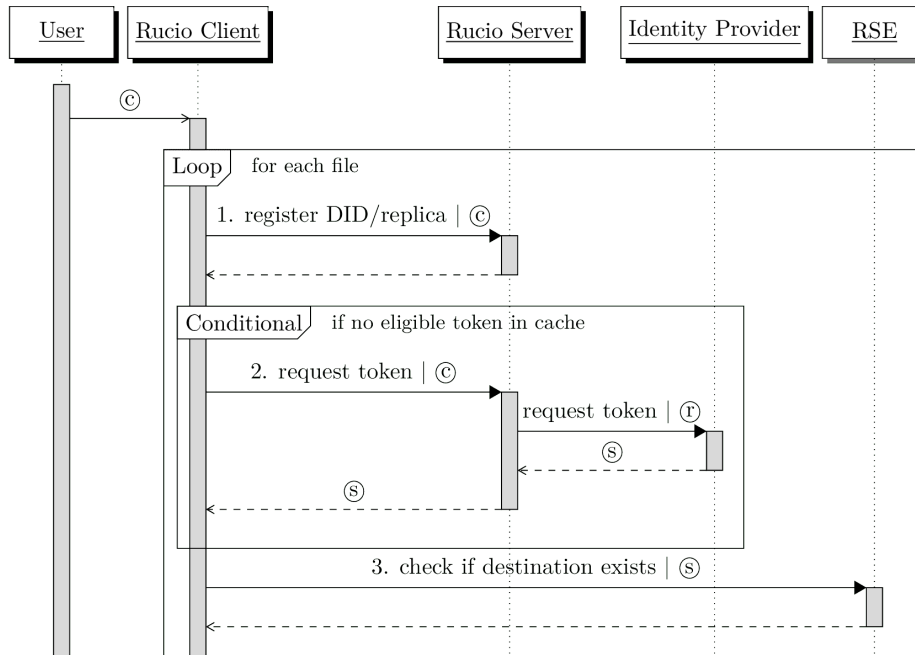 User
Rucio Client
Rucio Server
Identity Provider
RSE
ⓒ
Loop
for each file
1. register DID/replica | ⓒ
Conditional
if no eligible token in cache
2. request token | ⓒ
request token | ⓡ
ⓢ
ⓢ
3. check if destination exists | ⓢ